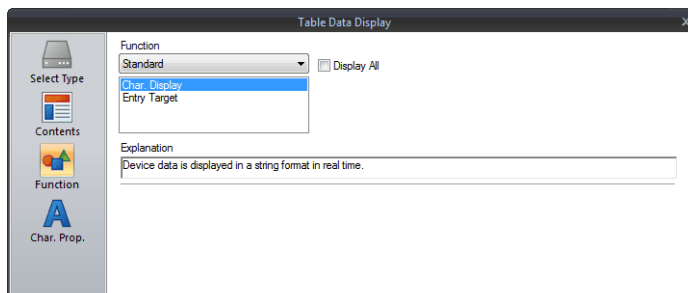 Table Data Display
Select Type
Contents
Function
Char. Prop.
Function
Standard
Display All
Char. Display
Entry Target
Explanation
Device data is displayed in a string format in real time.